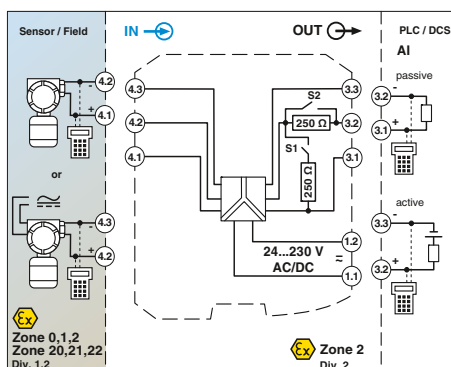 Sensor / Field
IN
OUT
PLC / DCS
AI
4.2
-
+
4.1
or
4.3
-
+
4.2
Ex
Zone 0,1,2
Zone 20,21,22
Div. 1,2
4.3
4.2
4.1
S2
250 Ω
S1
250 Ω
3.3
3.2
3.1
24...230 V
AC/DC
=
1.2
1.1
Ex
Zone 2
Div. 2
passive
3.2
-
3.1
+
active
3.3
-
3.2
+